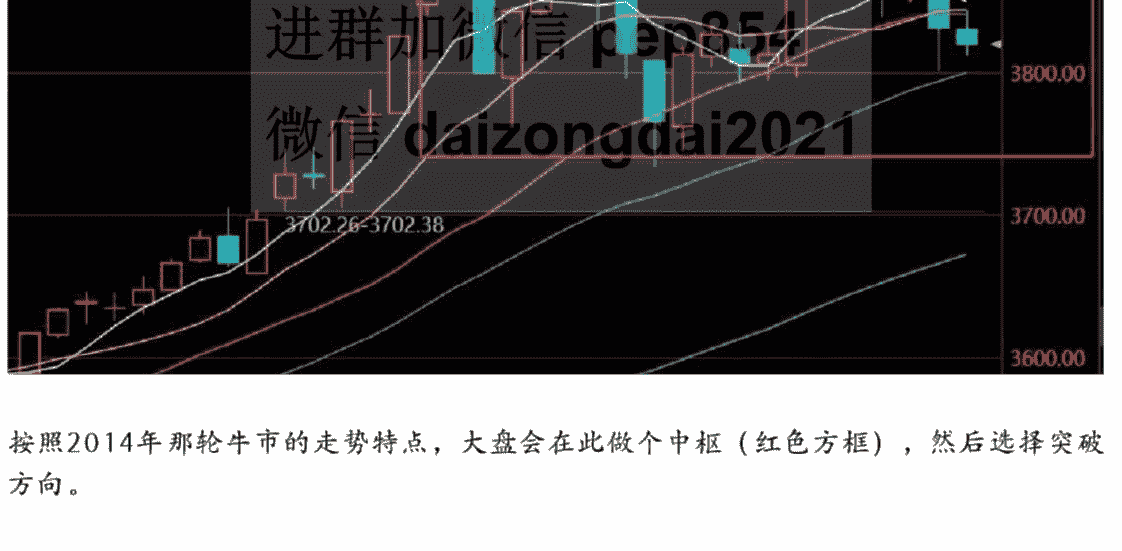 进群加微信 pep854
3800.00
微信 daizongdai2021
3700.00
3702.26-3702.38
3600.00
按照2014年那轮牛市的走势特点，大盘会在此做个中枢（红色方框），然后选择突破
方向。